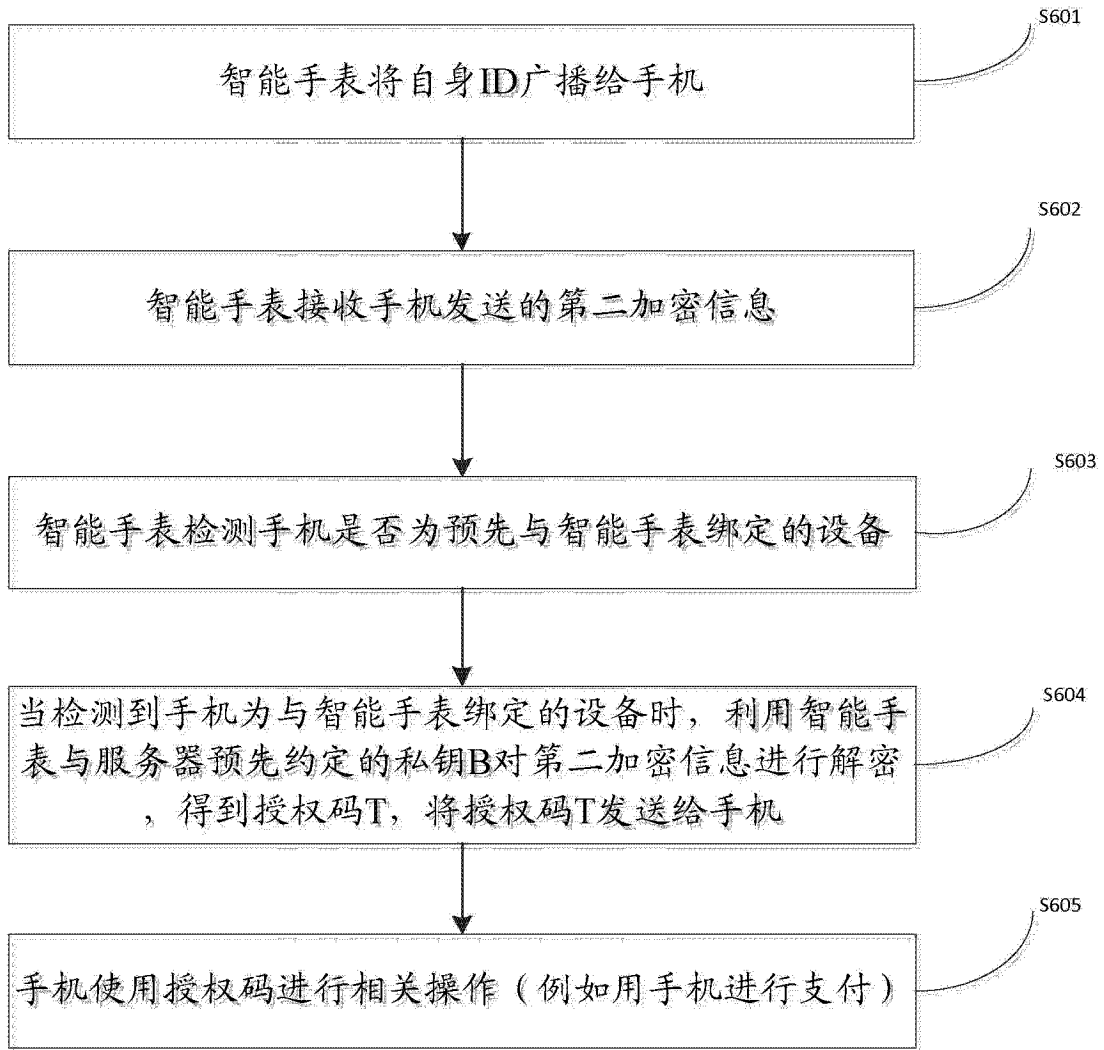 S601
智能手表将自身ID广播给手机
S602
智能手表接收手机发送的第二加密信息
S603
智能手表检测手机是否为预先与智能手表绑定的设备
S604
当检测到手机为与智能手表绑定的设备时，利用智能手
表与服务器预先约定的私钥B对第二加密信息进行解密
，得到授权码T，将授权码T发送给手机
S605
手机使用授权码进行相关操作（例如用手机进行支付）